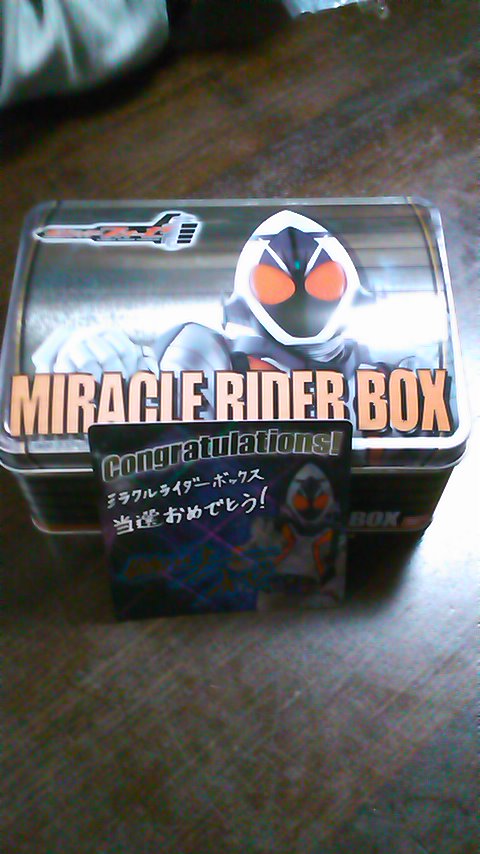 MIRACLE RIDER BOX
Congratulations!
ミラクルライダーボックス
当選おめでとう!
BOX